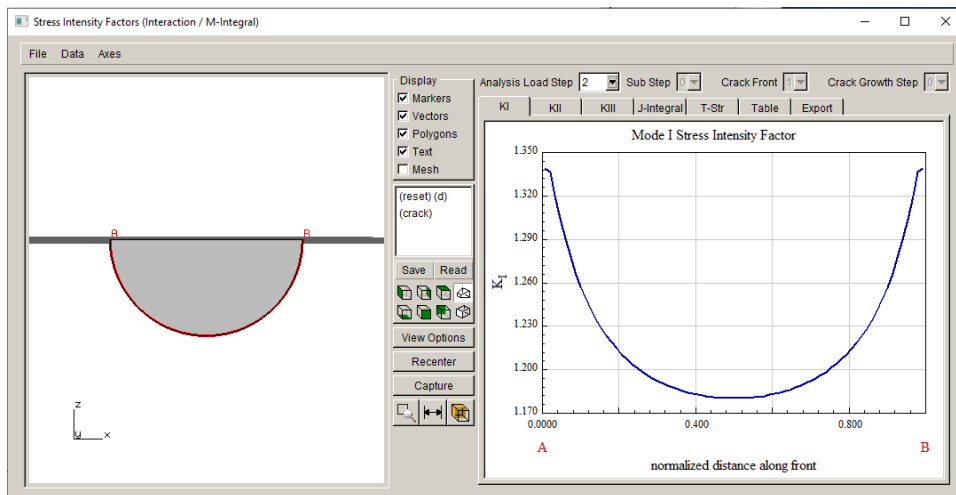 Stress Intensity Factors (Interaction / M-Integral)
File Data Axes
A B
z
y x
Display
Markers
Vectors
Polygons
Text
Mesh
(reset) (d)
(crack)
Save Read
View Options
Recenter
Capture
Analysis Load Step 2 Sub Step 0 Crack Front 1 Crack Growth Step 0
KI KII KIII J-Integral T-Str Table Export
Mode I Stress Intensity Factor
1.350
1.320
1.290
1.260
1.230
1.200
1.170
KI
0.0000 0.400 0.800
A B
normalized distance along front